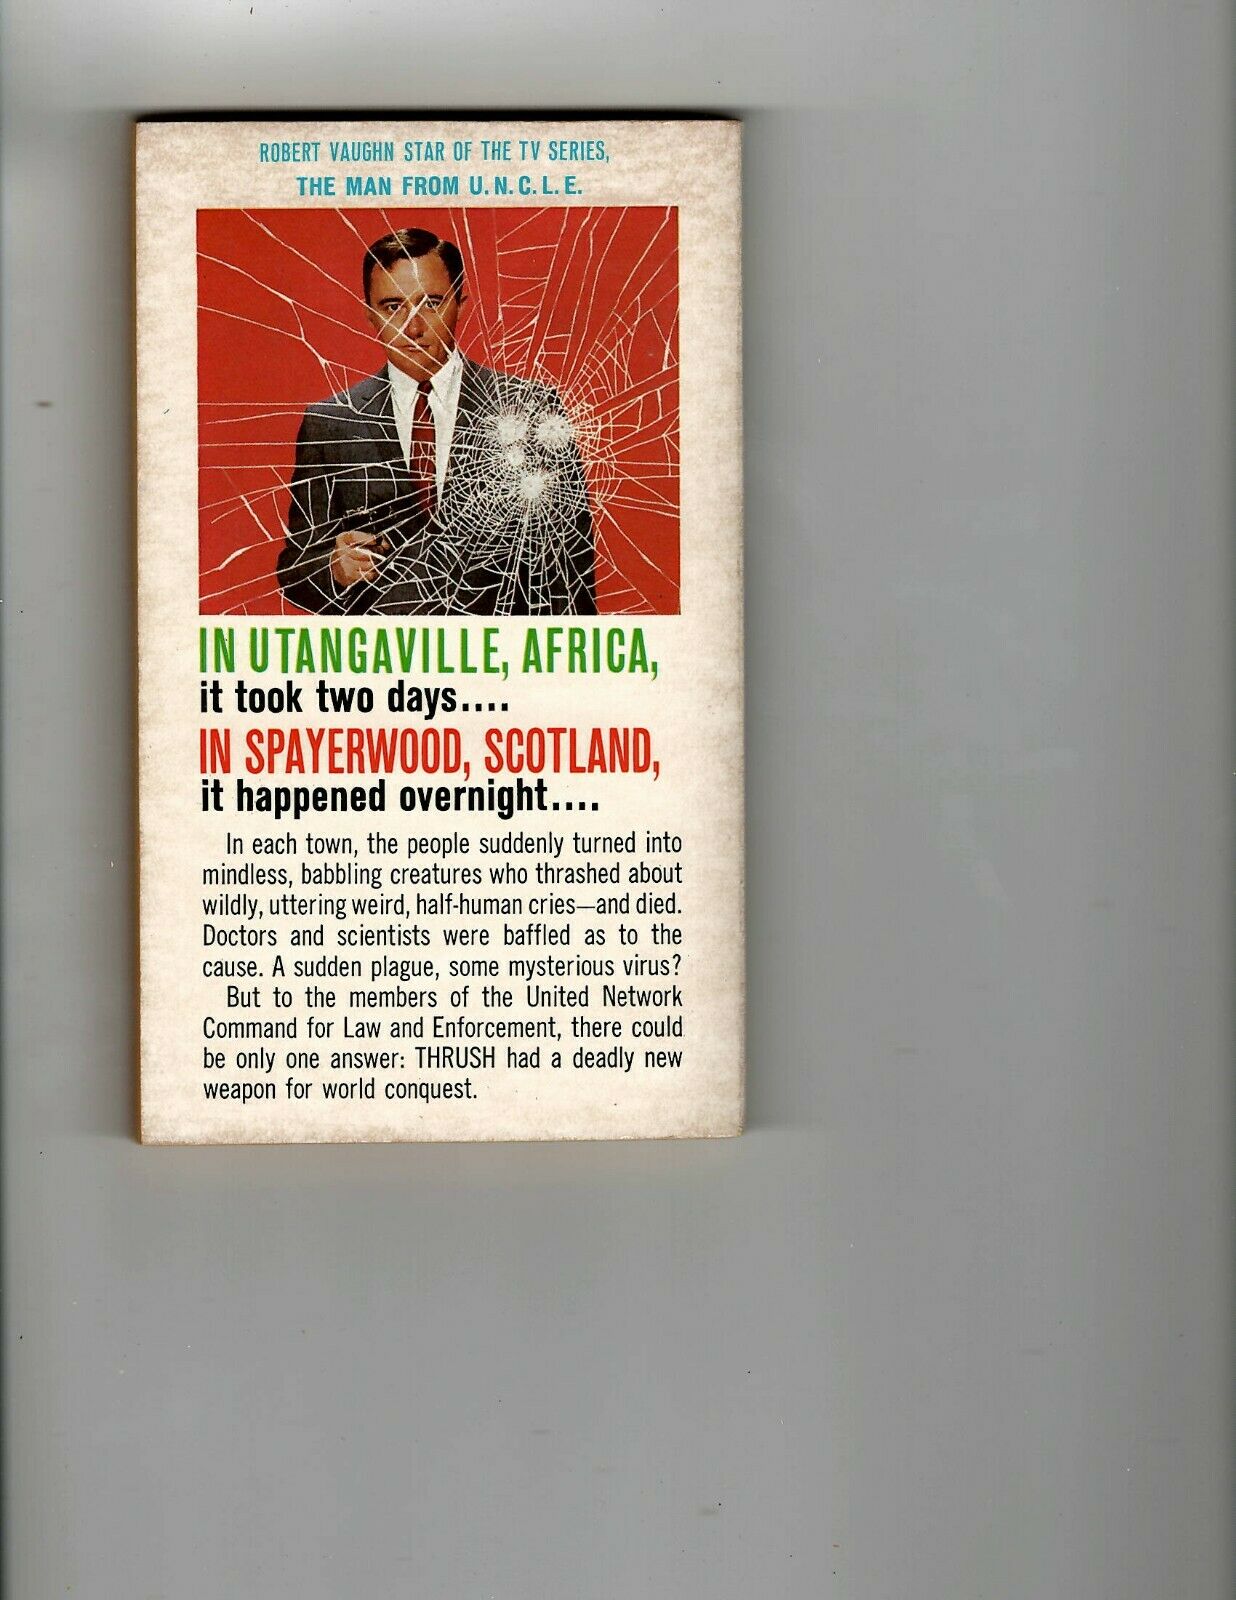 ROBERT VAUGHN STAR OF THE TV SERIES,
THE MAN FROM U.N.C.L.E.
IN UTANGAVILLE, AFRICA,
it took two days....
IN SPAYERWOOD, SCOTLAND,
it happened overnight....
In each town, the people suddenly turned into
mindless, babbling creatures who thrashed about
wildly, uttering weird, half-human cries—and died.
Doctors and scientists were baffled as to the
cause. A sudden plague, some mysterious virus?
But to the members of the United Network
Command for Law and Enforcement, there could
be only one answer: THRUSH had a deadly new
weapon for world conquest.